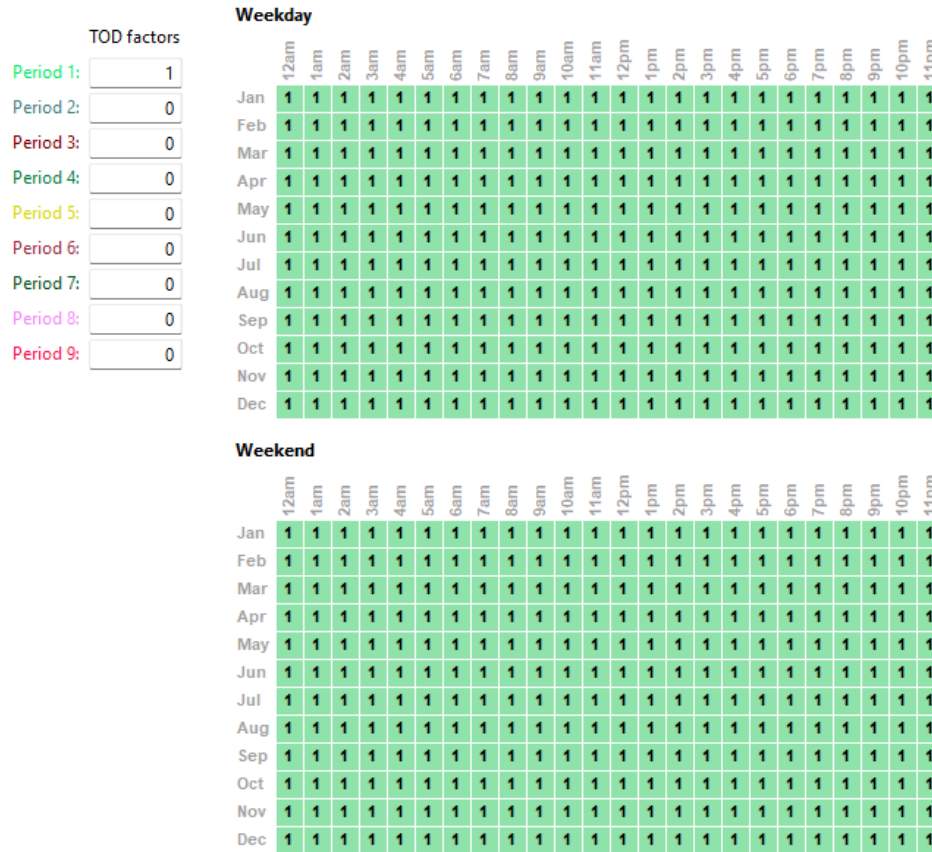 TOD factors
Period 1: 1
Period 2: 0
Period 3: 0
Period 4: 0
Period 5: 0
Period 6: 0
Period 7: 0
Period 8: 0
Period 9: 0
Weekday
12am 1am 2am 3am 4am 5am 6am 7am 8am 9am 10am 11am 12pm 1pm 2pm 3pm 4pm 5pm 6pm 7pm 8pm 9pm 10pm 11pm
Jan 1 1 1 1 1 1 1 1 1 1 1 1 1 1 1 1 1 1 1 1 1 1 1 1
Feb 1 1 1 1 1 1 1 1 1 1 1 1 1 1 1 1 1 1 1 1 1 1 1 1
Mar 1 1 1 1 1 1 1 1 1 1 1 1 1 1 1 1 1 1 1 1 1 1 1 1
Apr 1 1 1 1 1 1 1 1 1 1 1 1 1 1 1 1 1 1 1 1 1 1 1 1
May 1 1 1 1 1 1 1 1 1 1 1 1 1 1 1 1 1 1 1 1 1 1 1 1
Jun 1 1 1 1 1 1 1 1 1 1 1 1 1 1 1 1 1 1 1 1 1 1 1 1
Jul 1 1 1 1 1 1 1 1 1 1 1 1 1 1 1 1 1 1 1 1 1 1 1 1
Aug 1 1 1 1 1 1 1 1 1 1 1 1 1 1 1 1 1 1 1 1 1 1 1 1
Sep 1 1 1 1 1 1 1 1 1 1 1 1 1 1 1 1 1 1 1 1 1 1 1 1
Oct 1 1 1 1 1 1 1 1 1 1 1 1 1 1 1 1 1 1 1 1 1 1 1 1
Nov 1 1 1 1 1 1 1 1 1 1 1 1 1 1 1 1 1 1 1 1 1 1 1 1
Dec 1 1 1 1 1 1 1 1 1 1 1 1 1 1 1 1 1 1 1 1 1 1 1 1
Weekend
12am 1am 2am 3am 4am 5am 6am 7am 8am 9am 10am 11am 12pm 1pm 2pm 3pm 4pm 5pm 6pm 7pm 8pm 9pm 10pm 11pm
Jan 1 1 1 1 1 1 1 1 1 1 1 1 1 1 1 1 1 1 1 1 1 1 1 1
Feb 1 1 1 1 1 1 1 1 1 1 1 1 1 1 1 1 1 1 1 1 1 1 1 1
Mar 1 1 1 1 1 1 1 1 1 1 1 1 1 1 1 1 1 1 1 1 1 1 1 1
Apr 1 1 1 1 1 1 1 1 1 1 1 1 1 1 1 1 1 1 1 1 1 1 1 1
May 1 1 1 1 1 1 1 1 1 1 1 1 1 1 1 1 1 1 1 1 1 1 1 1
Jun 1 1 1 1 1 1 1 1 1 1 1 1 1 1 1 1 1 1 1 1 1 1 1 1
Jul 1 1 1 1 1 1 1 1 1 1 1 1 1 1 1 1 1 1 1 1 1 1 1 1
Aug 1 1 1 1 1 1 1 1 1 1 1 1 1 1 1 1 1 1 1 1 1 1 1 1
Sep 1 1 1 1 1 1 1 1 1 1 1 1 1 1 1 1 1 1 1 1 1 1 1 1
Oct 1 1 1 1 1 1 1 1 1 1 1 1 1 1 1 1 1 1 1 1 1 1 1 1
Nov 1 1 1 1 1 1 1 1 1 1 1 1 1 1 1 1 1 1 1 1 1 1 1 1
Dec 1 1 1 1 1 1 1 1 1 1 1 1 1 1 1 1 1 1 1 1 1 1 1 1